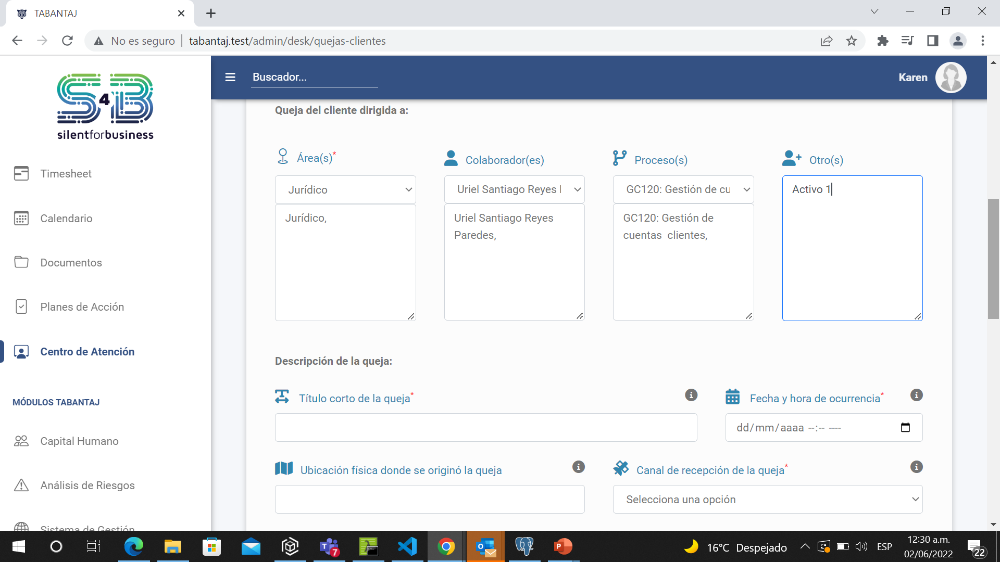 TABANTAJ
No es seguro
tabantaj.test/admin/desk/quejas-clientes
S4B
silentforbusiness
Buscador...
Karen
Timesheet
Calendario
Documentos
Planes de Acción
Centro de Atención
MÓDULOS TABANTAJ
Capital Humano
Análisis de Riesgos
Sistema de Gestión
Queja del cliente dirigida a:
Área(s)*
Colaborador(es)
Proceso(s)
Otro(s)
Jurídico
Uriel Santiago Reyes
GC120: Gestión de cu
Activo 1
Jurídico,
Uriel Santiago Reyes
Paredes,
GC120: Gestión de
cuentas  clientes,
Descripción de la queja:
Título corto de la queja*
Fecha y hora de ocurrencia*
dd/mm/aaaa --:-- ----
Ubicación física donde se originó la queja
Canal de recepción de la queja*
Selecciona una opción
7
16°C Despejado
ESP
12:30 a.m.
02/06/2022
22